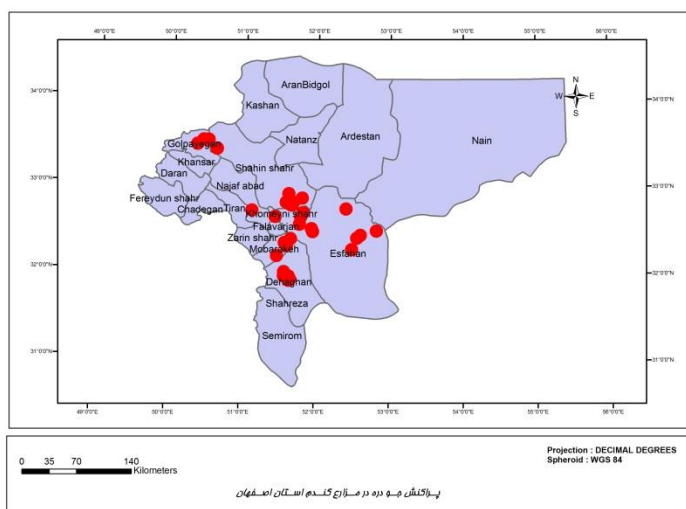 49°0'0"E 50°0'0"E 51°0'0"E 52°0'0"E 53°0'0"E 54°0'0"E 55°0'0"E 56°0'0"E
N
W E
S
34°0'0"N 34°0'0"N
33°0'0"N 33°0'0"N
32°0'0"N 32°0'0"N
31°0'0"N 31°0'0"N
AranBidgol
Kashan
Natanz
Ardestan
Nain
Golpayegan
Khansar
Daran
Shahin shahr
Najaf abad
Fereydun shahr
Chadegan
Tiran
Khomeyni shahr
Falavarjan
Zarin shahr
Mobarakeh
Esfahan
Dehaghan
Shahreza
Semirom
49°0'0"E 50°0'0"E 51°0'0"E 52°0'0"E 53°0'0"E 54°0'0"E 55°0'0"E 56°0'0"E
0 35 70 140
Kilometers
Projection : DECIMAL DEGREES
Spheroid : WGS 84
پراکنش جو دره در مزارع گندم استان اصفهان